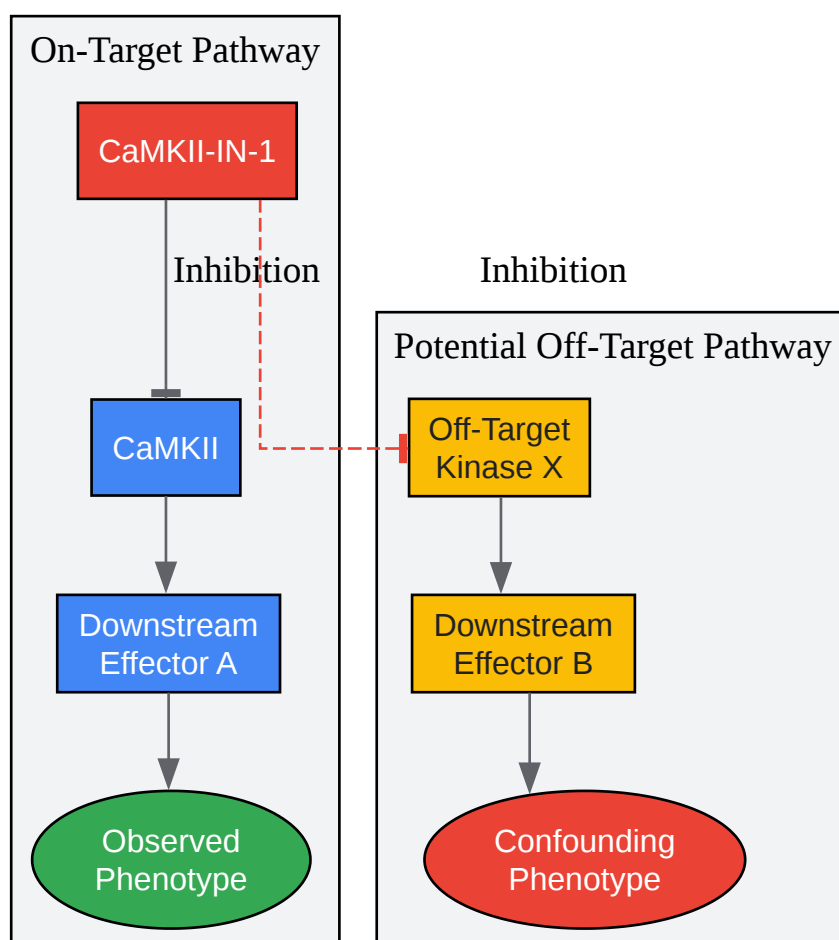 On-Target Pathway
CaMKII-IN-1
Inhibition
CaMKII
Downstream
Effector A
Observed
Phenotype
Inhibition
Potential Off-Target Pathway
Off-Target
Kinase X
Downstream
Effector B
Confounding
Phenotype